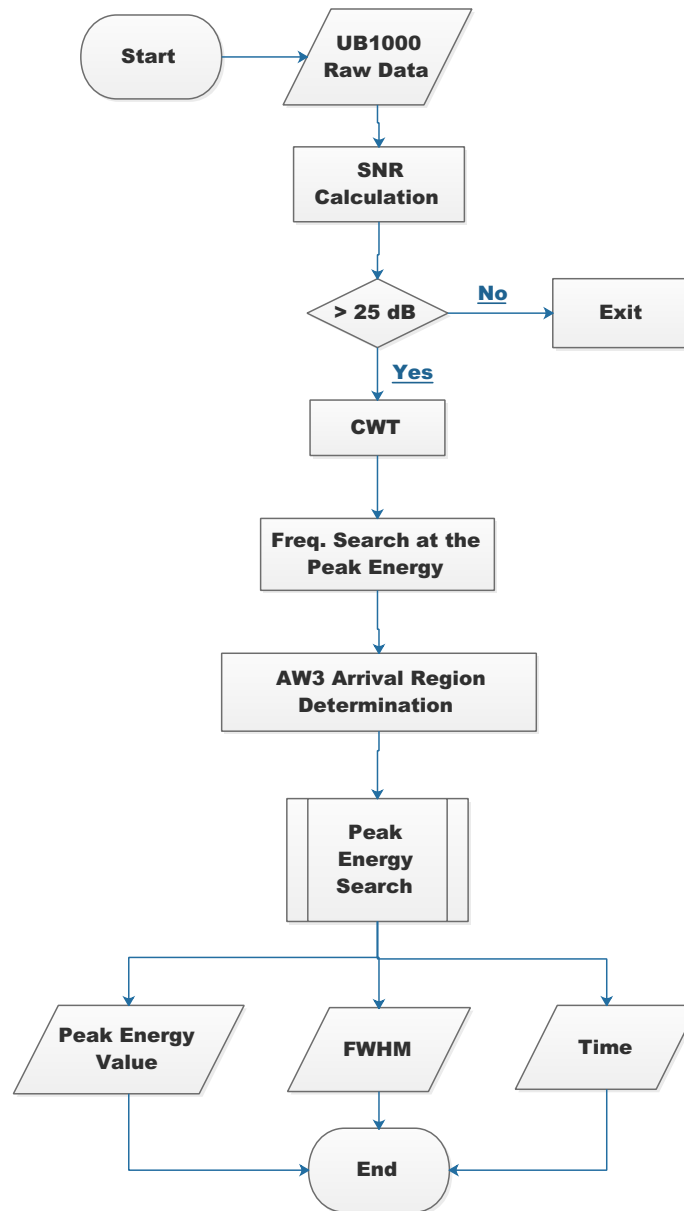 Start
UB1000
Raw Data
SNR
Calculation
> 25 dB
No
Exit
Yes
CWT
Freq. Search at the
Peak Energy
AW3 Arrival Region
Determination
Peak
Energy
Search
Peak Energy
Value
FWHM
Time
End